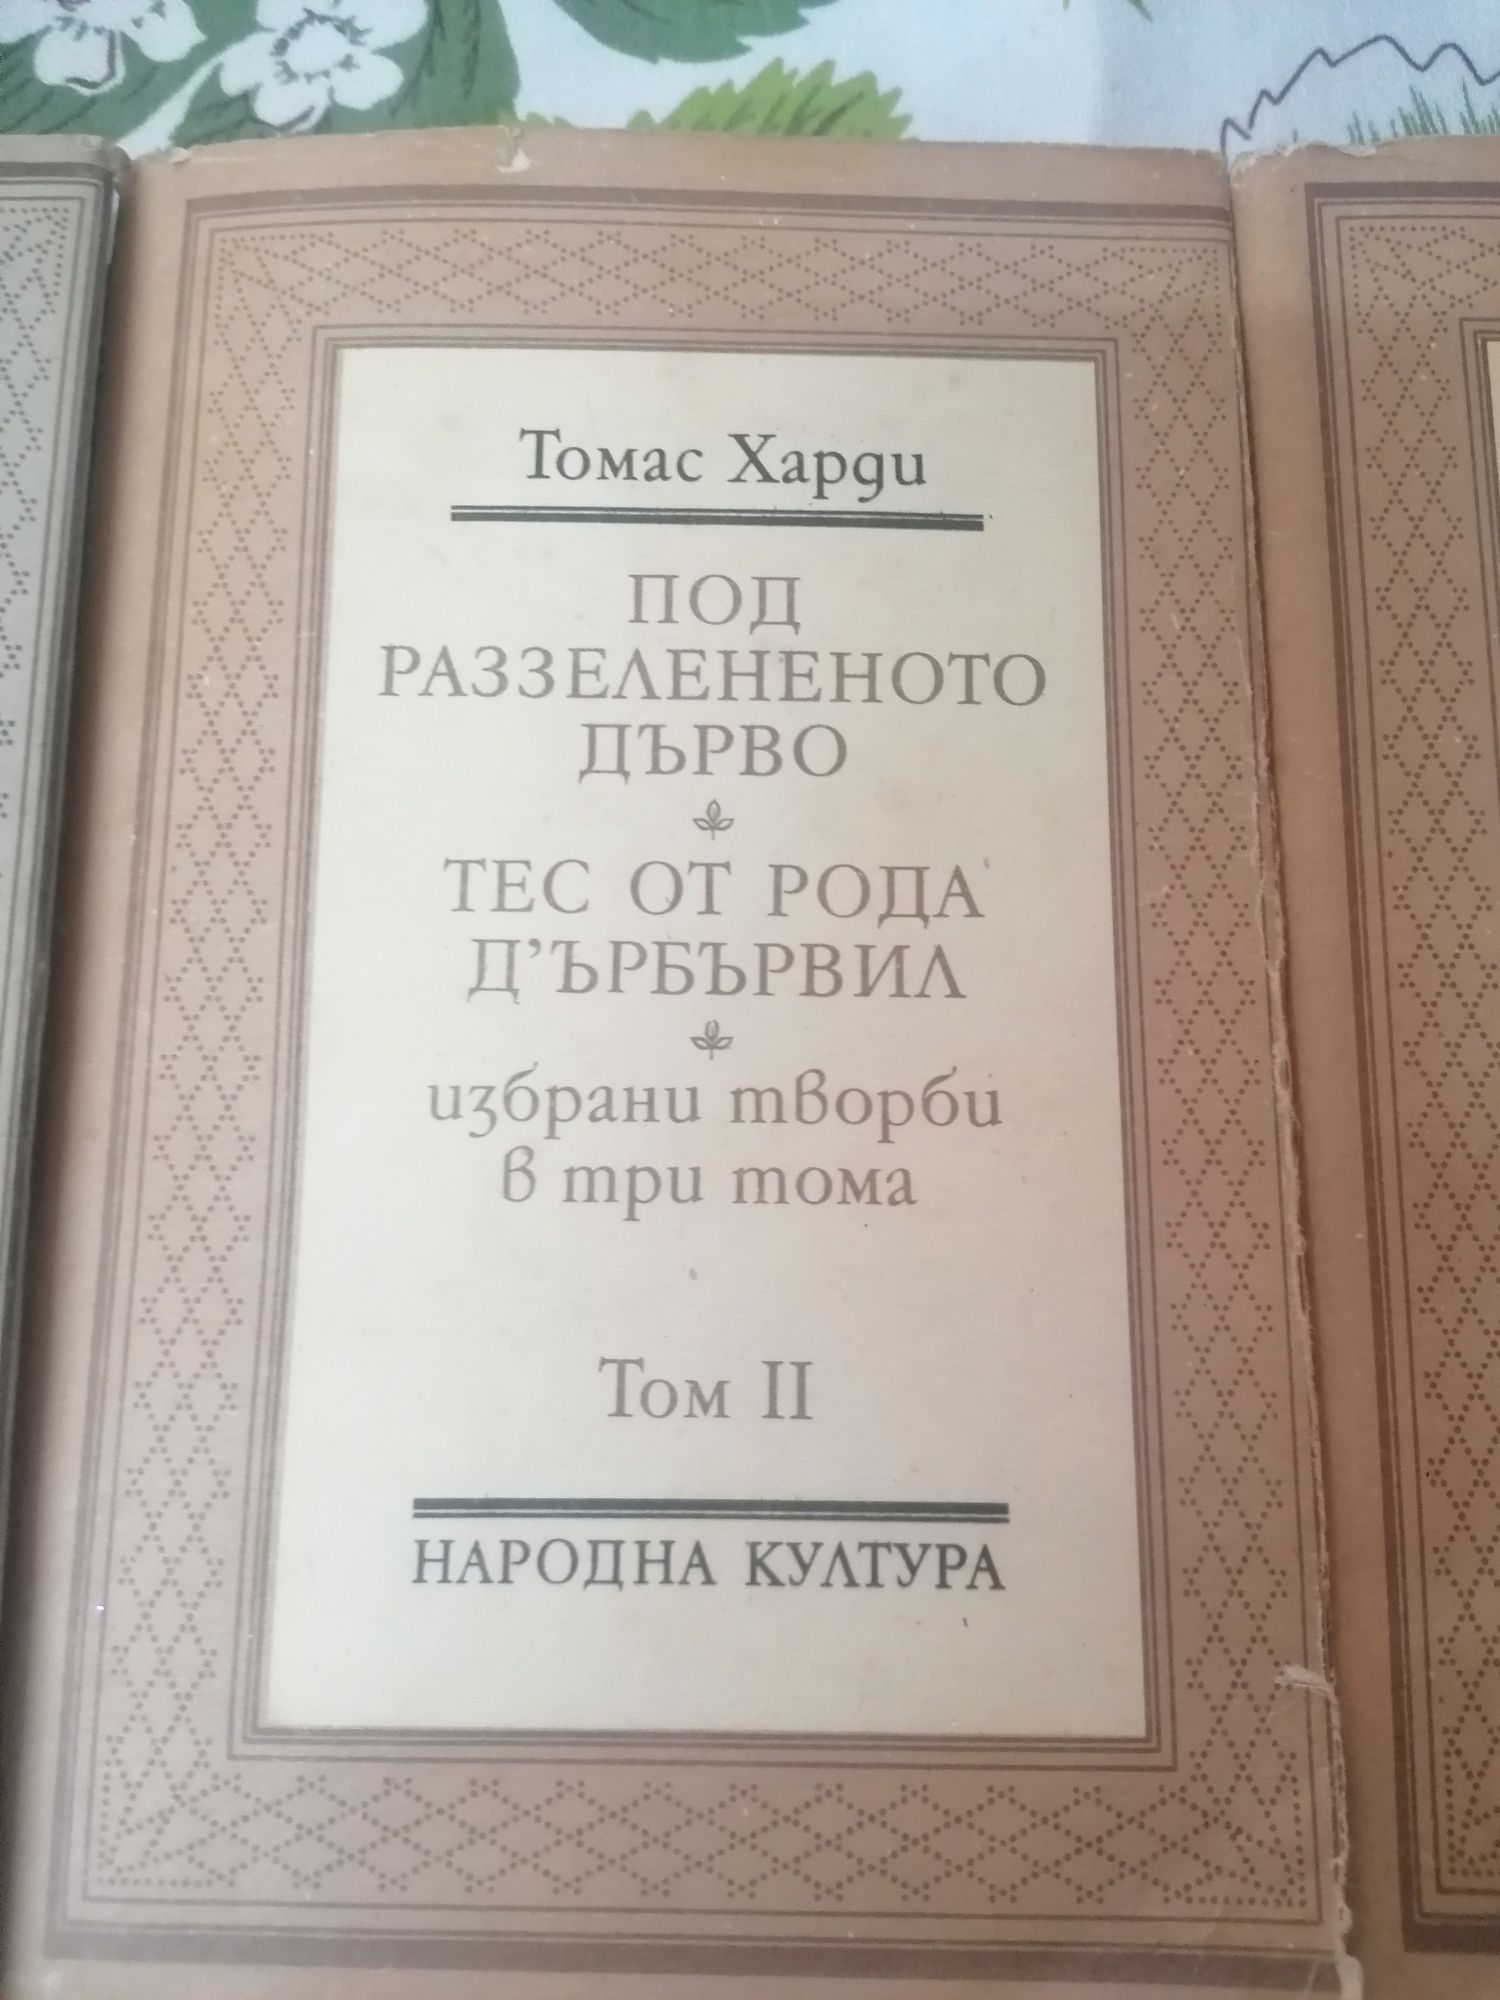 Томас Харди
ПОД
РАЗЗЕЛЕНЕНОТО
ДЪРВО
ТЕС ОТ РОДА
Д’ЪРБЪРВИЛ
избрани творби
в три тома
Том II
НАРОДНА КУЛТУРА